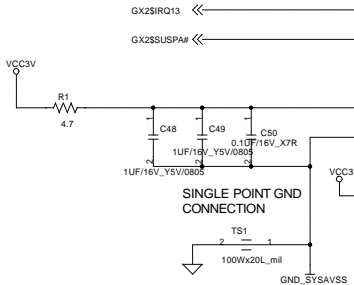 GX2$IRQ13
GX2$SUSPA#
VCC3V
R1
4.7
1
1
1
C48
C49
C50
0.1UF/16V_X7R
1UF/16V_Y5V/0805
2
2
2
1UF/16V_Y5V/0805
VCC3
SINGLE POINT GND
CONNECTION
TS1
2
1
100Wx20L_mil
GND_SYSAVSS